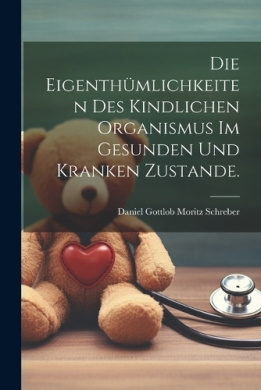 Die
Eigenthümlichkeite
n Des Kindlichen
Organismus Im
Gesunden Und
Kranken Zustande.
Daniel Gottlob Moritz Schreber